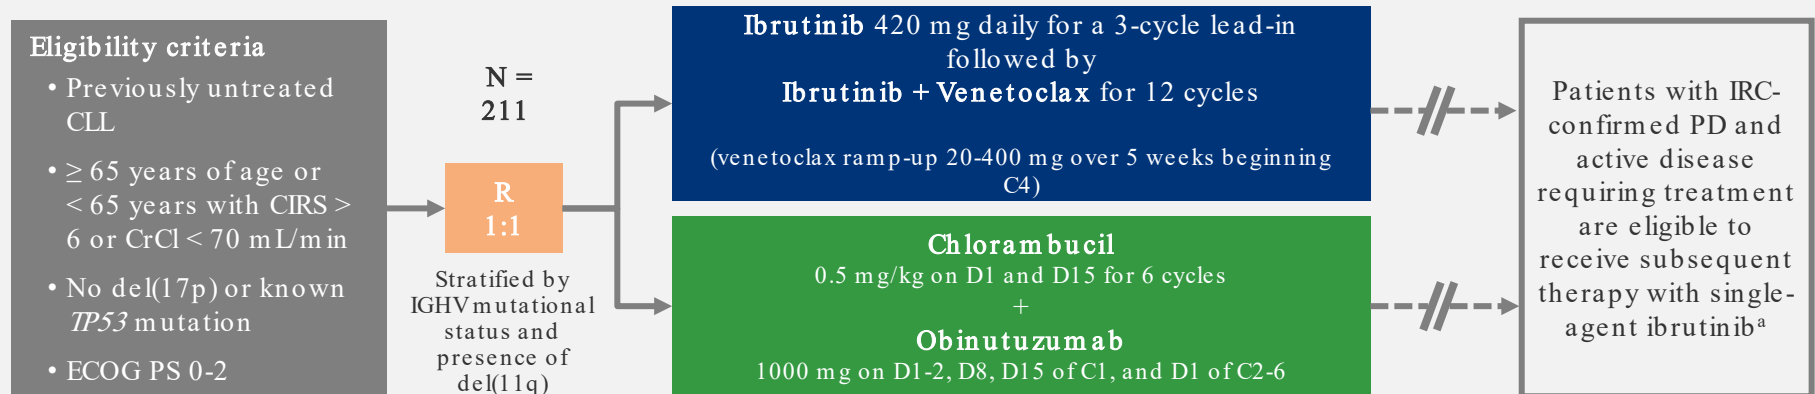 Eligibility criteria
• Previously untreated
CLL
• ≥ 65 years of age or
< 65 years with CIRS >
6 or CrCl < 70 mL/min
• No del(17p) or known
TP53 mutation
• ECOG PS 0-2
N =
211
R
1:1
Stratified by
IGHV mutational
status and
presence of
del(11q)
Ibrutinib 420 mg daily for a 3-cycle lead-in
followed by
Ibrutinib + Venetoclax for 12 cycles
(venetoclax ramp-up 20-400 mg over 5 weeks beginning
C4)
Chlorambucil
0.5 mg/kg on D1 and D15 for 6 cycles
+
Obinutuzumab
1000 mg on D1-2, D8, D15 of C1, and D1 of C2-6
Patients with IRC-
confirmed PD and
active disease
requiring treatment
are eligible to
receive subsequent
therapy with single-
agent ibrutinibᵃ